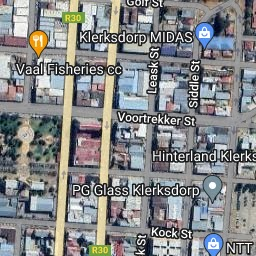 Golf St
R30
Klerksdorp MIDAS
Vaal Fisheries cc
Leask St
Siddle St
Voortrekker St
Hinterland Klerks
PG Glass Klerksdorp
Kock St
R30
k St
NTT